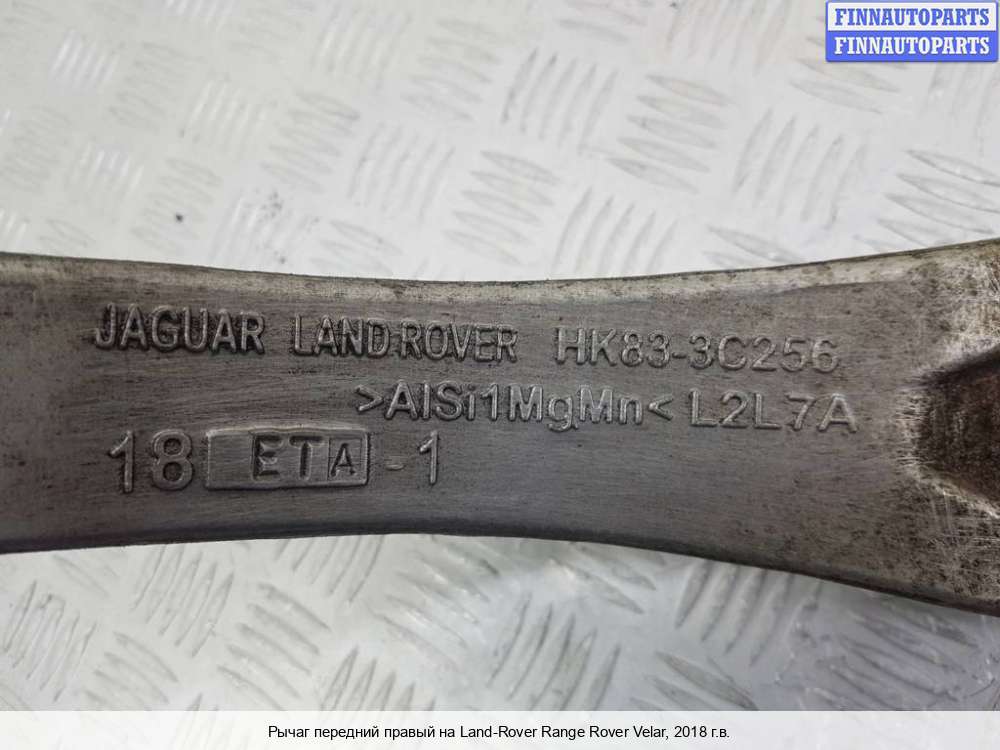 FINNAUTOPARTS
FINNAUTOPARTS
JAGUAR LAND-ROVER HK83-3C256
>AlSi1MgMn< L2L7A
18 ETA -1
Рычаг передний правый на Land-Rover Range Rover Velar, 2018 г.в.